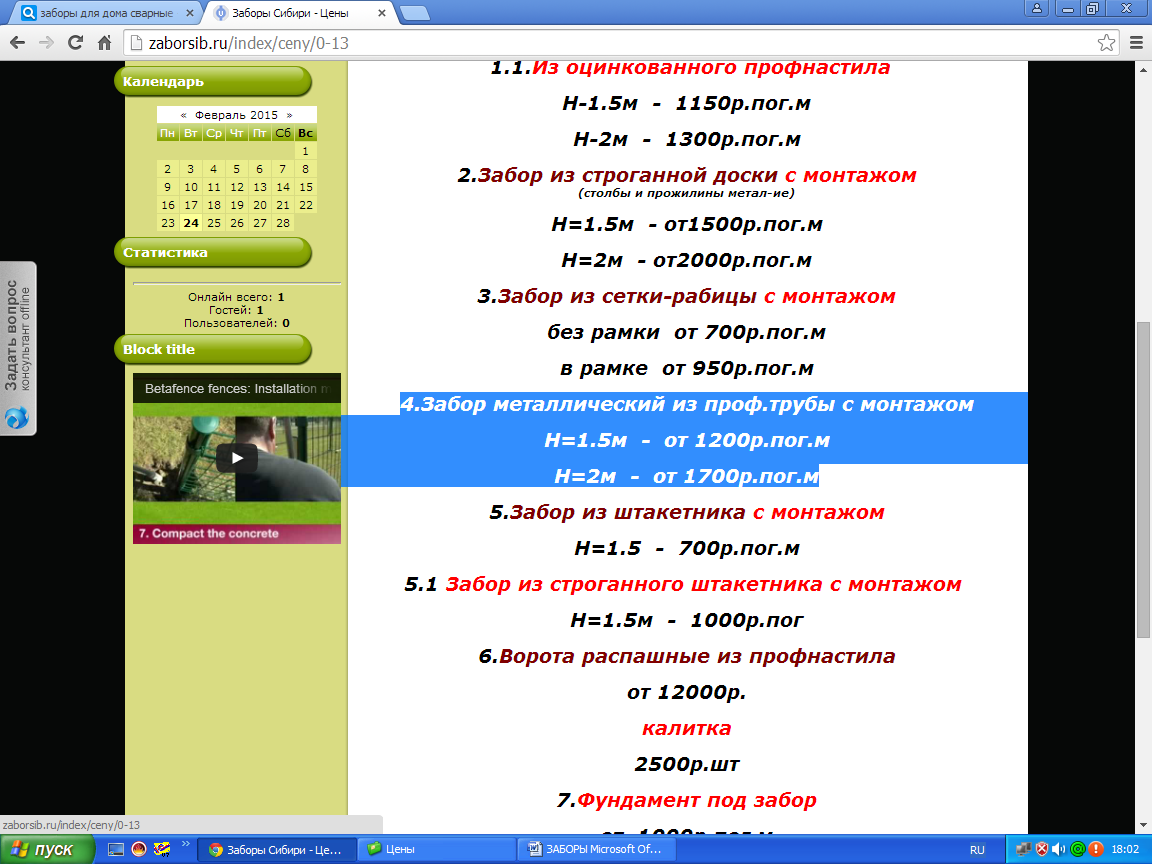 заборы для дома сварные
Заборы Сибири - Цены
zaborsib.ru/index/ceny/0-13
Календарь
« Февраль 2015 »
Пн Вт Ср Чт Пт Сб Вс
1
2 3 4 5 6 7 8
9 10 11 12 13 14 15
16 17 18 19 20 21 22
23 24 25 26 27 28
Статистика
Онлайн всего: 1
Гостей: 1
Пользователей: 0
Block title
Betafence fences: Installation m
7. Compact the concrete
Задать вопрос
консультант offline
1.1.Из оцинкованного профнастила
Н-1.5м - 1150р.пог.м
Н-2м - 1300р.пог.м
2.Забор из строганной доски с монтажом
(столбы и прожилины метал-ие)
Н=1.5м - от1500р.пог.м
Н=2м - от2000р.пог.м
3.Забор из сетки-рабицы с монтажом
без рамки от 700р.пог.м
в рамке от 950р.пог.м
4.Забор металлический из проф.трубы с монтажом
Н=1.5м - от 1200р.пог.м
Н=2м - от 1700р.пог.м
5.Забор из штакетника с монтажом
Н=1.5 - 700р.пог.м
5.1 Забор из строганного штакетника с монтажом
Н=1.5м - 1000р.пог
6.Ворота распашные из профнастила
от 12000р.
калитка
2500р.шт
7.Фундамент под забор
от 1000р.пог.м
zaborsib.ru/index/ceny/0-13
пуск
Заборы Сибири - Це...
Цены
ЗАБОРЫ Microsoft Of...
RU
18:02